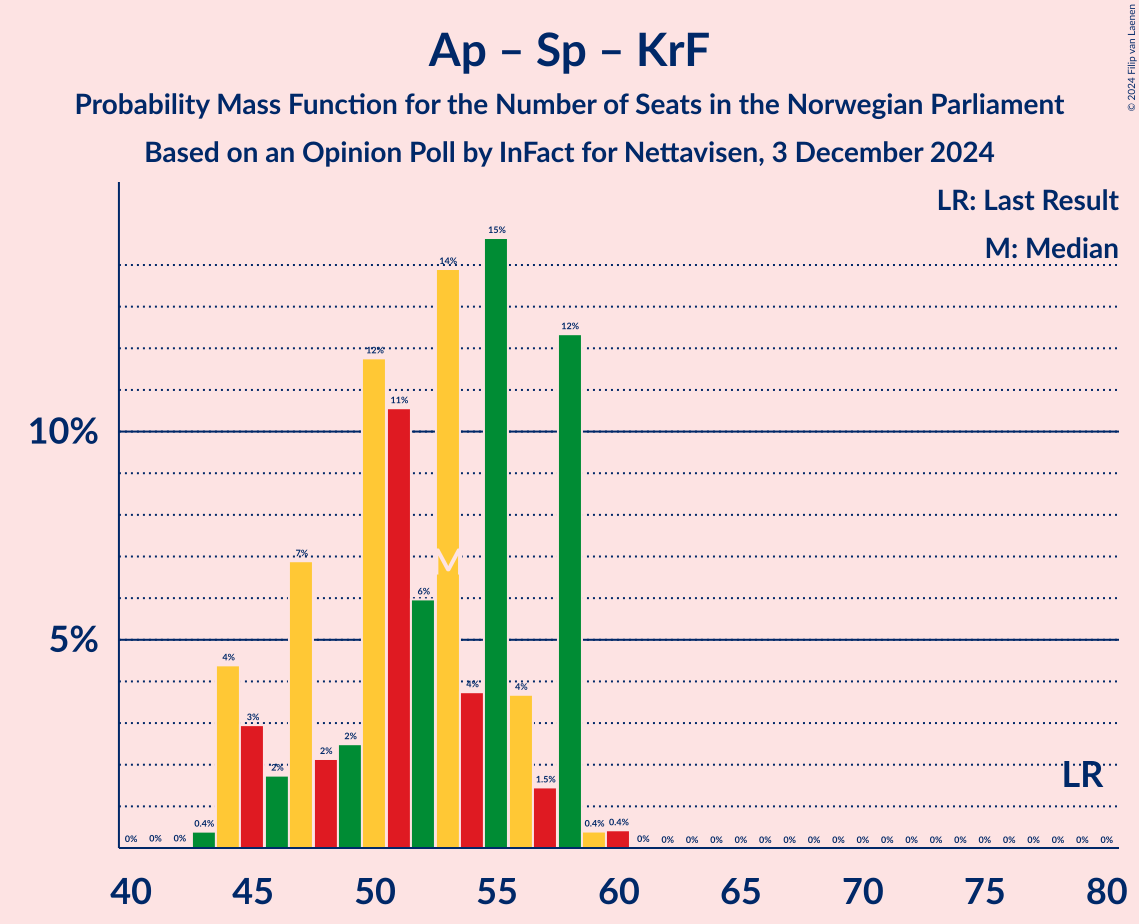 Ap – Sp – KrF
Probability Mass Function for the Number of Seats in the Norwegian Parliament
Based on an Opinion Poll by InFact for Nettavisen, 3 December 2024
© 2024 Filip van Laenen
LR: Last Result
M: Median
10%
5%
0% 0% 0% 0.4% 4% 3% 2% 7% 2% 2% 12% 11% 6% 14% 4% 15% 4% 1.5% 12% 0.4% 0.4% 0% 0% 0% 0% 0% 0% 0% 0% 0% 0% 0% 0% 0% 0% 0% 0% 0% 0% 0% 0%
M
LR
40 45 50 55 60 65 70 75 80